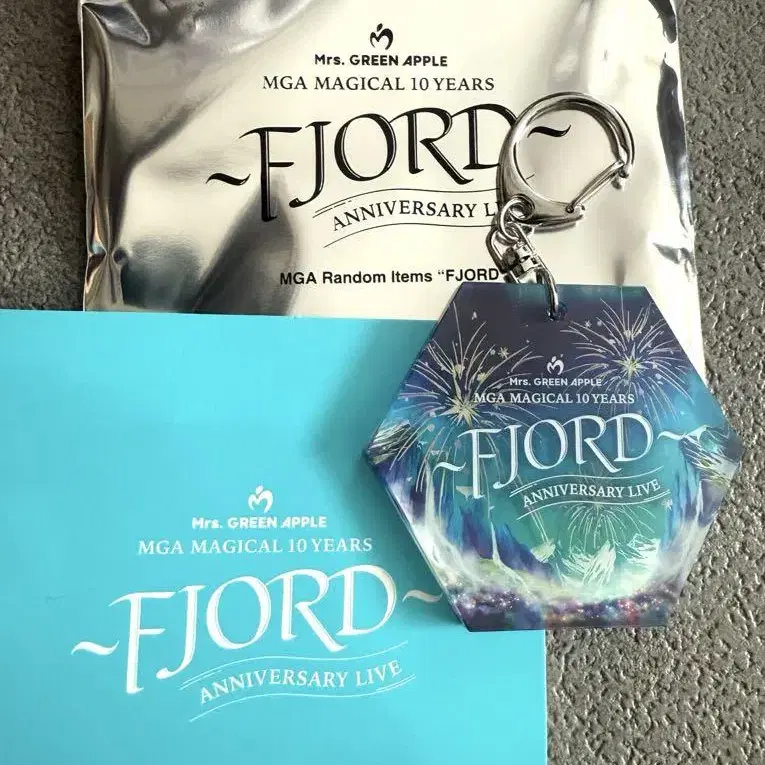 Mrs. GREEN APPLE
MGA MAGICAL 10 YEARS
~FJORD~
ANNIVERSARY
MGA Random Items “FJORD
Mrs. GREEN APPLE
MGA MAGICAL 10 YEARS
~FJORD~
ANNIVERSARY LIVE
Mrs. GREEN APPLE
MGA MAGICAL 10 YEARS
~FJORD~
ANNIVERSARY LIVE